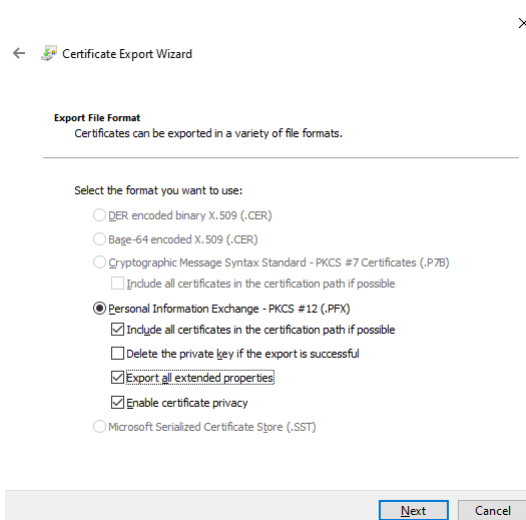 Certificate Export Wizard
Export File Format
Certificates can be exported in a variety of file formats.
Select the format you want to use:
DER encoded binary X.509 (.CER)
Base-64 encoded X.509 (.CER)
Cryptographic Message Syntax Standard - PKCS #7 Certificates (.P7B)
Include all certificates in the certification path if possible
Personal Information Exchange - PKCS #12 (.PFX)
Include all certificates in the certification path if possible
Delete the private key if the export is successful
Export all extended properties
Enable certificate privacy
Microsoft Serialized Certificate Store (.SST)
Next Cancel